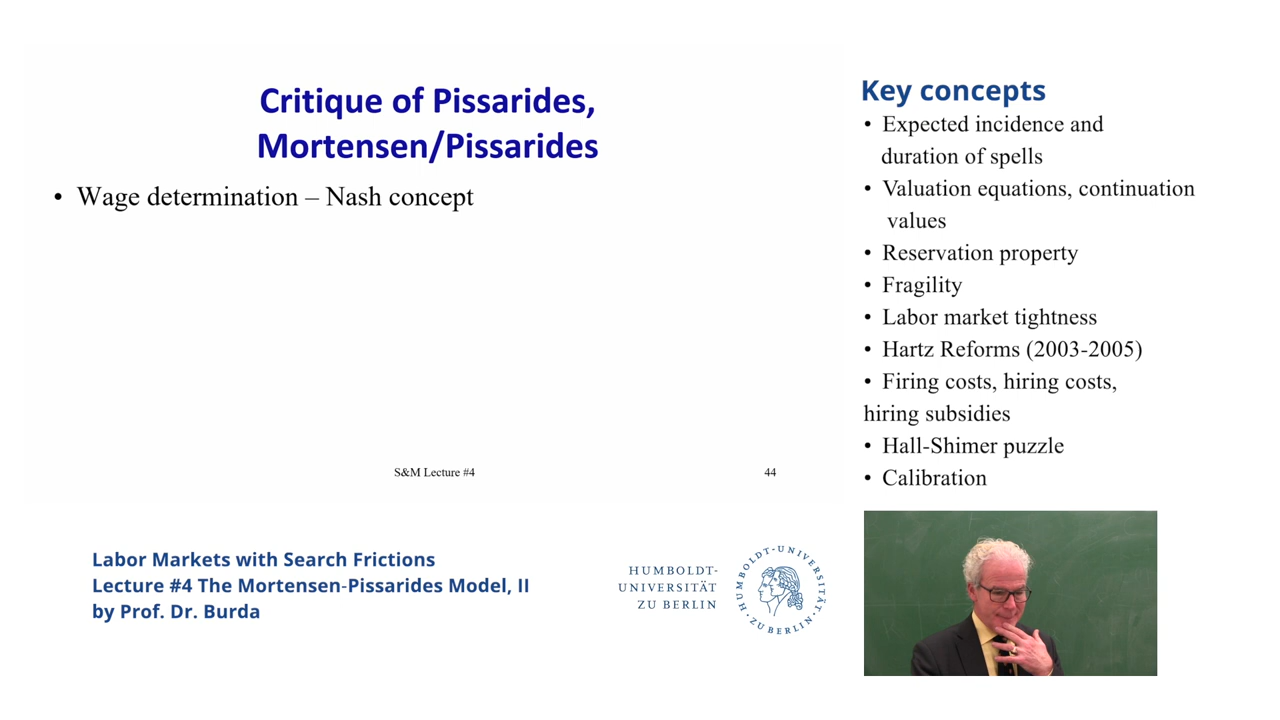 Critique of Pissarides,
Mortensen/Pissarides
• Wage determination – Nash concept
S&M Lecture #4
44
Key concepts
• Expected incidence and
duration of spells
• Valuation equations, continuation
values
• Reservation property
• Fragility
• Labor market tightness
• Hartz Reforms (2003-2005)
• Firing costs, hiring costs,
hiring subsidies
• Hall-Shimer puzzle
• Calibration
Labor Markets with Search Frictions
Lecture #4 The Mortensen-Pissarides Model, II
by Prof. Dr. Burda
HUMBOLDT-
UNIVERSITÄT
ZU BERLIN
HUMBOLDT-UNIVERSITÄT
ZU BERLIN